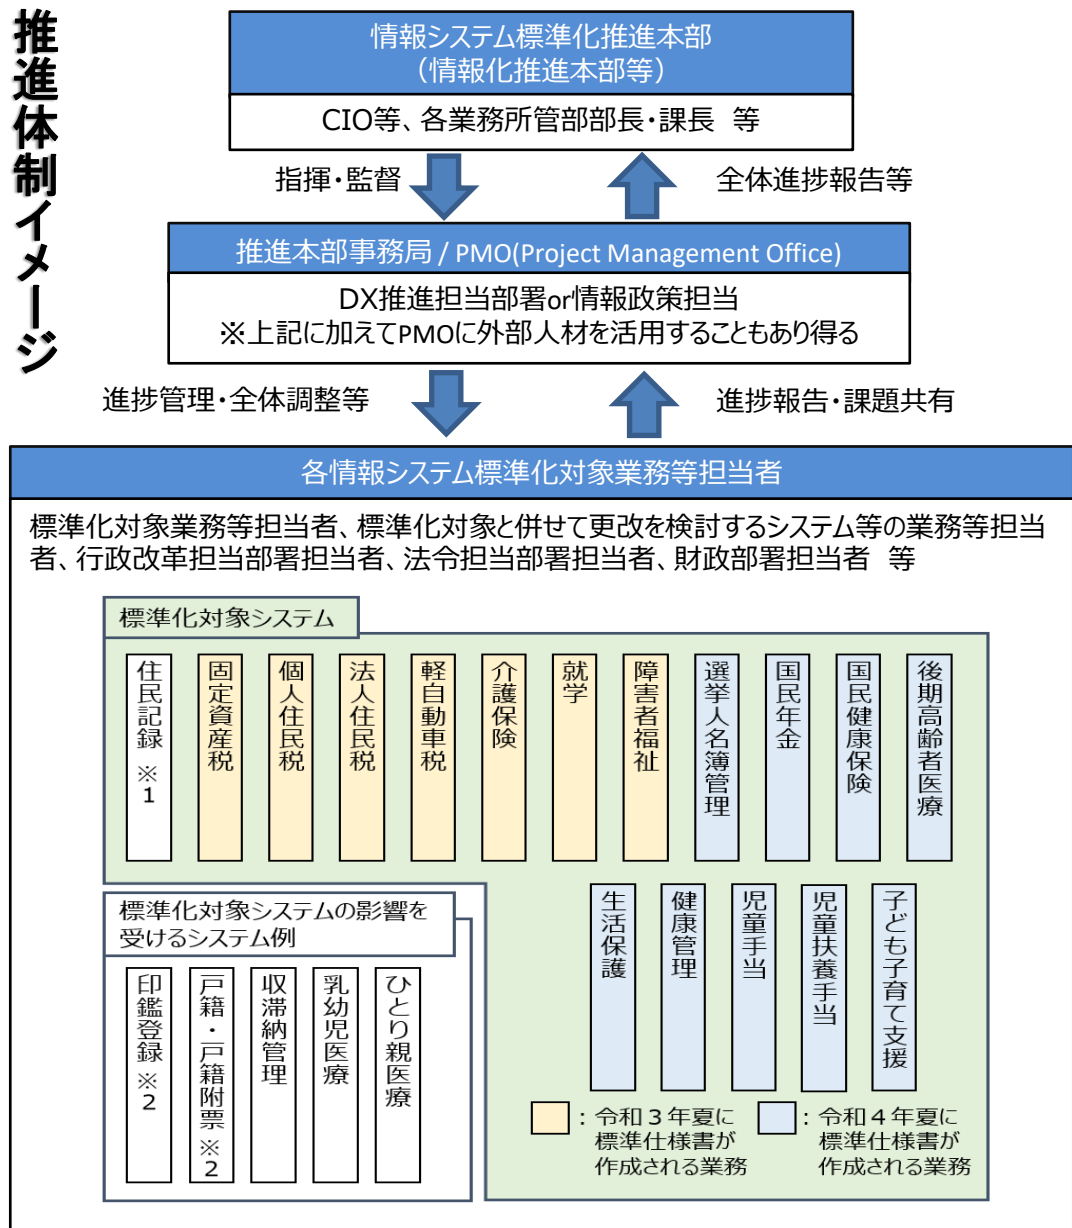 推進体制イメージ
情報システム標準化推進本部
（情報化推進本部等）
CIO等、各業務所管部部長・課長　等
指揮・監督
全体進捗報告等
推進本部事務局 / PMO(Project Management Office)
DX推進担当部署or情報政策担当
※上記に加えてPMOに外部人材を活用することもあり得る
進捗管理・全体調整等
進捗報告・課題共有
各情報システム標準化対象業務等担当者
標準化対象業務等担当者、標準化対象と併せて更改を検討するシステム等の業務等担当
者、行政改革担当部署担当者、法令担当部署担当者、財政部署担当者　等
標準化対象システム
住民記録 ※1
固定資産税
個人住民税
法人住民税
軽自動車税
介護保険
就学
障害者福祉
選挙人名簿管理
国民年金
国民健康保険
後期高齢者医療
生活保護
健康管理
児童手当
児童扶養手当
子ども子育て支援
標準化対象システムの影響を
受けるシステム例
印鑑登録 ※2
戸籍・戸籍附票 ※2
収滞納管理
乳幼児医療
ひとり親医療
：令和３年夏に
標準仕様書が
作成される業務
：令和４年夏に
標準仕様書が
作成される業務